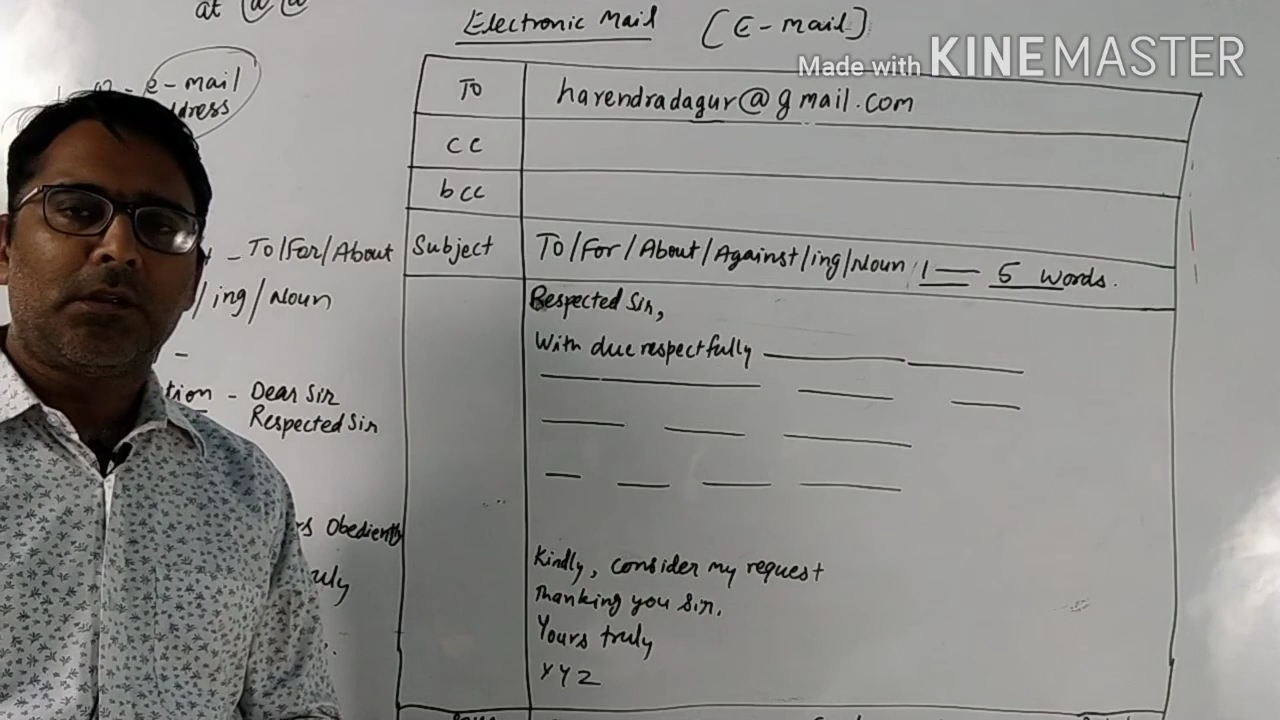 at @ @
Electronic Mail [E-mail]
Made with KINEMASTER
e-mail
To harendradagur@gmail.com
cc
bcc
To/For/About
/ing/Noun
Subject To/For/About/Against/ing/Noun 1 — 5 words.
Respected Sir,
With due respectfully
- Dear Sir
Respected Sir
Obediently
Kindly, consider my request
Thanking you Sir.
Yours truly
XYZ